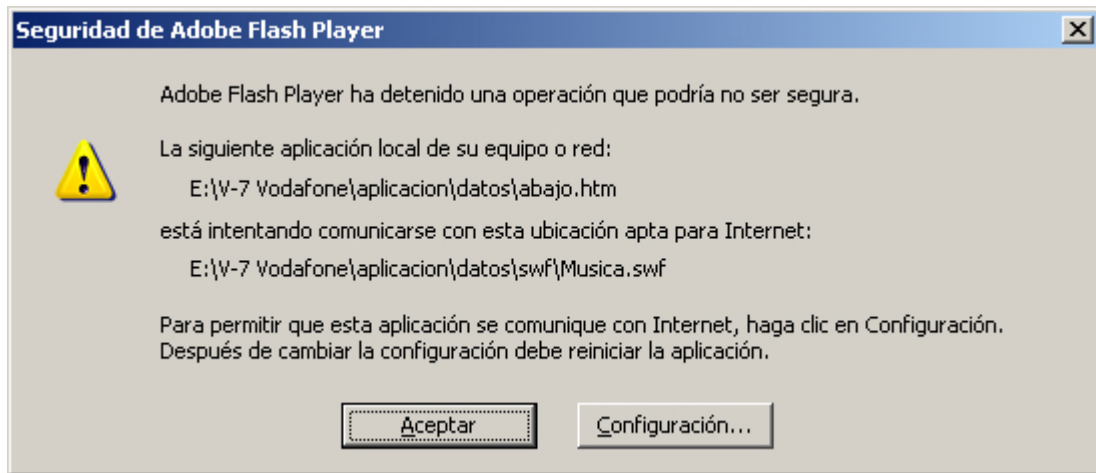 Seguridad de Adobe Flash Player
Adobe Flash Player ha detenido una operación que podría no ser segura.
La siguiente aplicación local de su equipo o red:
E:\V-7 Vodafone\aplicacion\datos\abajo.htm
está intentando comunicarse con esta ubicación apta para Internet:
E:\V-7 Vodafone\aplicacion\datos\swf\Musica.swf
Para permitir que esta aplicación se comunique con Internet, haga clic en Configuración.
Después de cambiar la configuración debe reiniciar la aplicación.
Aceptar
Configuración...